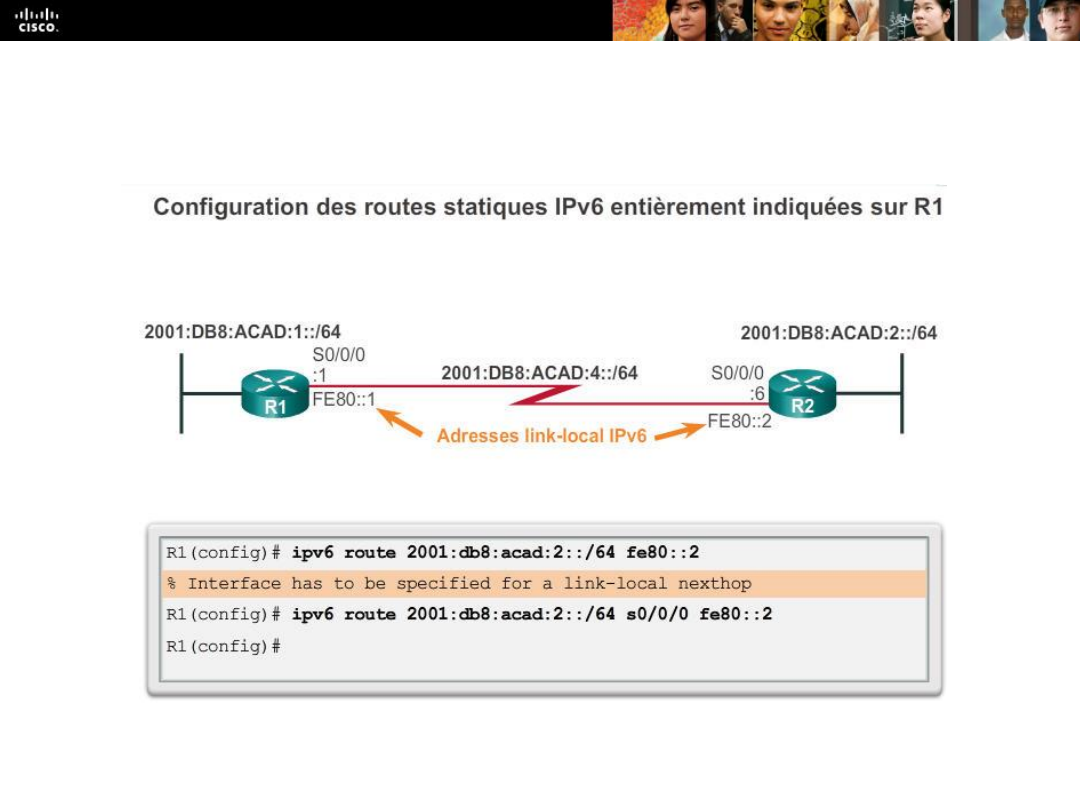 CISCO.
Configuration des routes statiques IPv6 entièrement indiquées sur R1
2001:DB8:ACAD:1::/64
2001:DB8:ACAD:2::/64
S0/0/0
:1
FE80::1
R1
2001:DB8:ACAD:4::/64
S0/0/0
:6
FE80::2
R2
Adresses link-local IPv6
R1(config)# ipv6 route 2001:db8:acad:2::/64 fe80::2
% Interface has to be specified for a link-local nexthop
R1(config)# ipv6 route 2001:db8:acad:2::/64 s0/0/0 fe80::2
R1(config)#